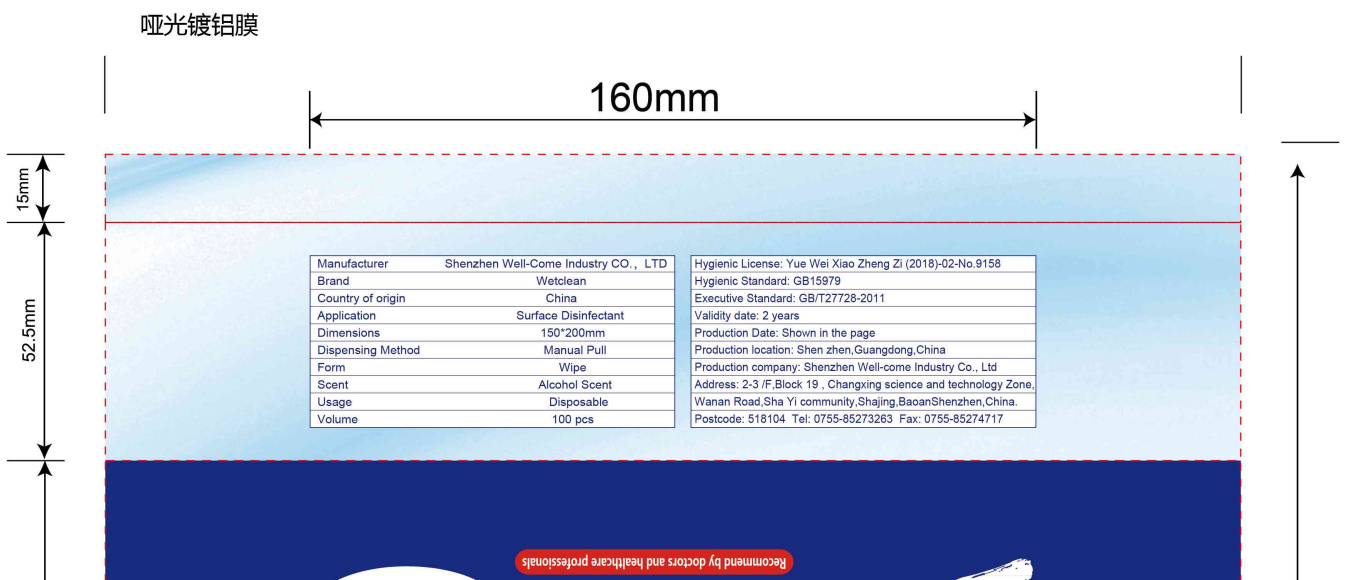 哑光镀铝膜
160mm
15mm
52.5mm
Manufacturer Shenzhen Well-Come Industry CO., LTD
Brand Wetclean
Country of origin China
Application Surface Disinfectant
Dimensions 150*200mm
Dispensing Method Manual Pull
Form Wipe
Scent Alcohol Scent
Usage Disposable
Volume 100 pcs
Hygienic License: Yue Wei Xiao Zheng Zi (2018)-02-No.9158
Hygienic Standard: GB15979
Executive Standard: GB/T27728-2011
Validity date: 2 years
Production Date: Shown in the page
Production location: Shen zhen,Guangdong,China
Production company: Shenzhen Well-come Industry Co., Ltd
Address: 2-3 /F,Block 19 , Changxing science and technology Zone,
Wanan Road,Sha Yi community,Shajing,BaoanShenzhen,China.
Postcode: 518104 Tel: 0755-85273263 Fax: 0755-85274717
Recommend by doctors and healthcare professionals